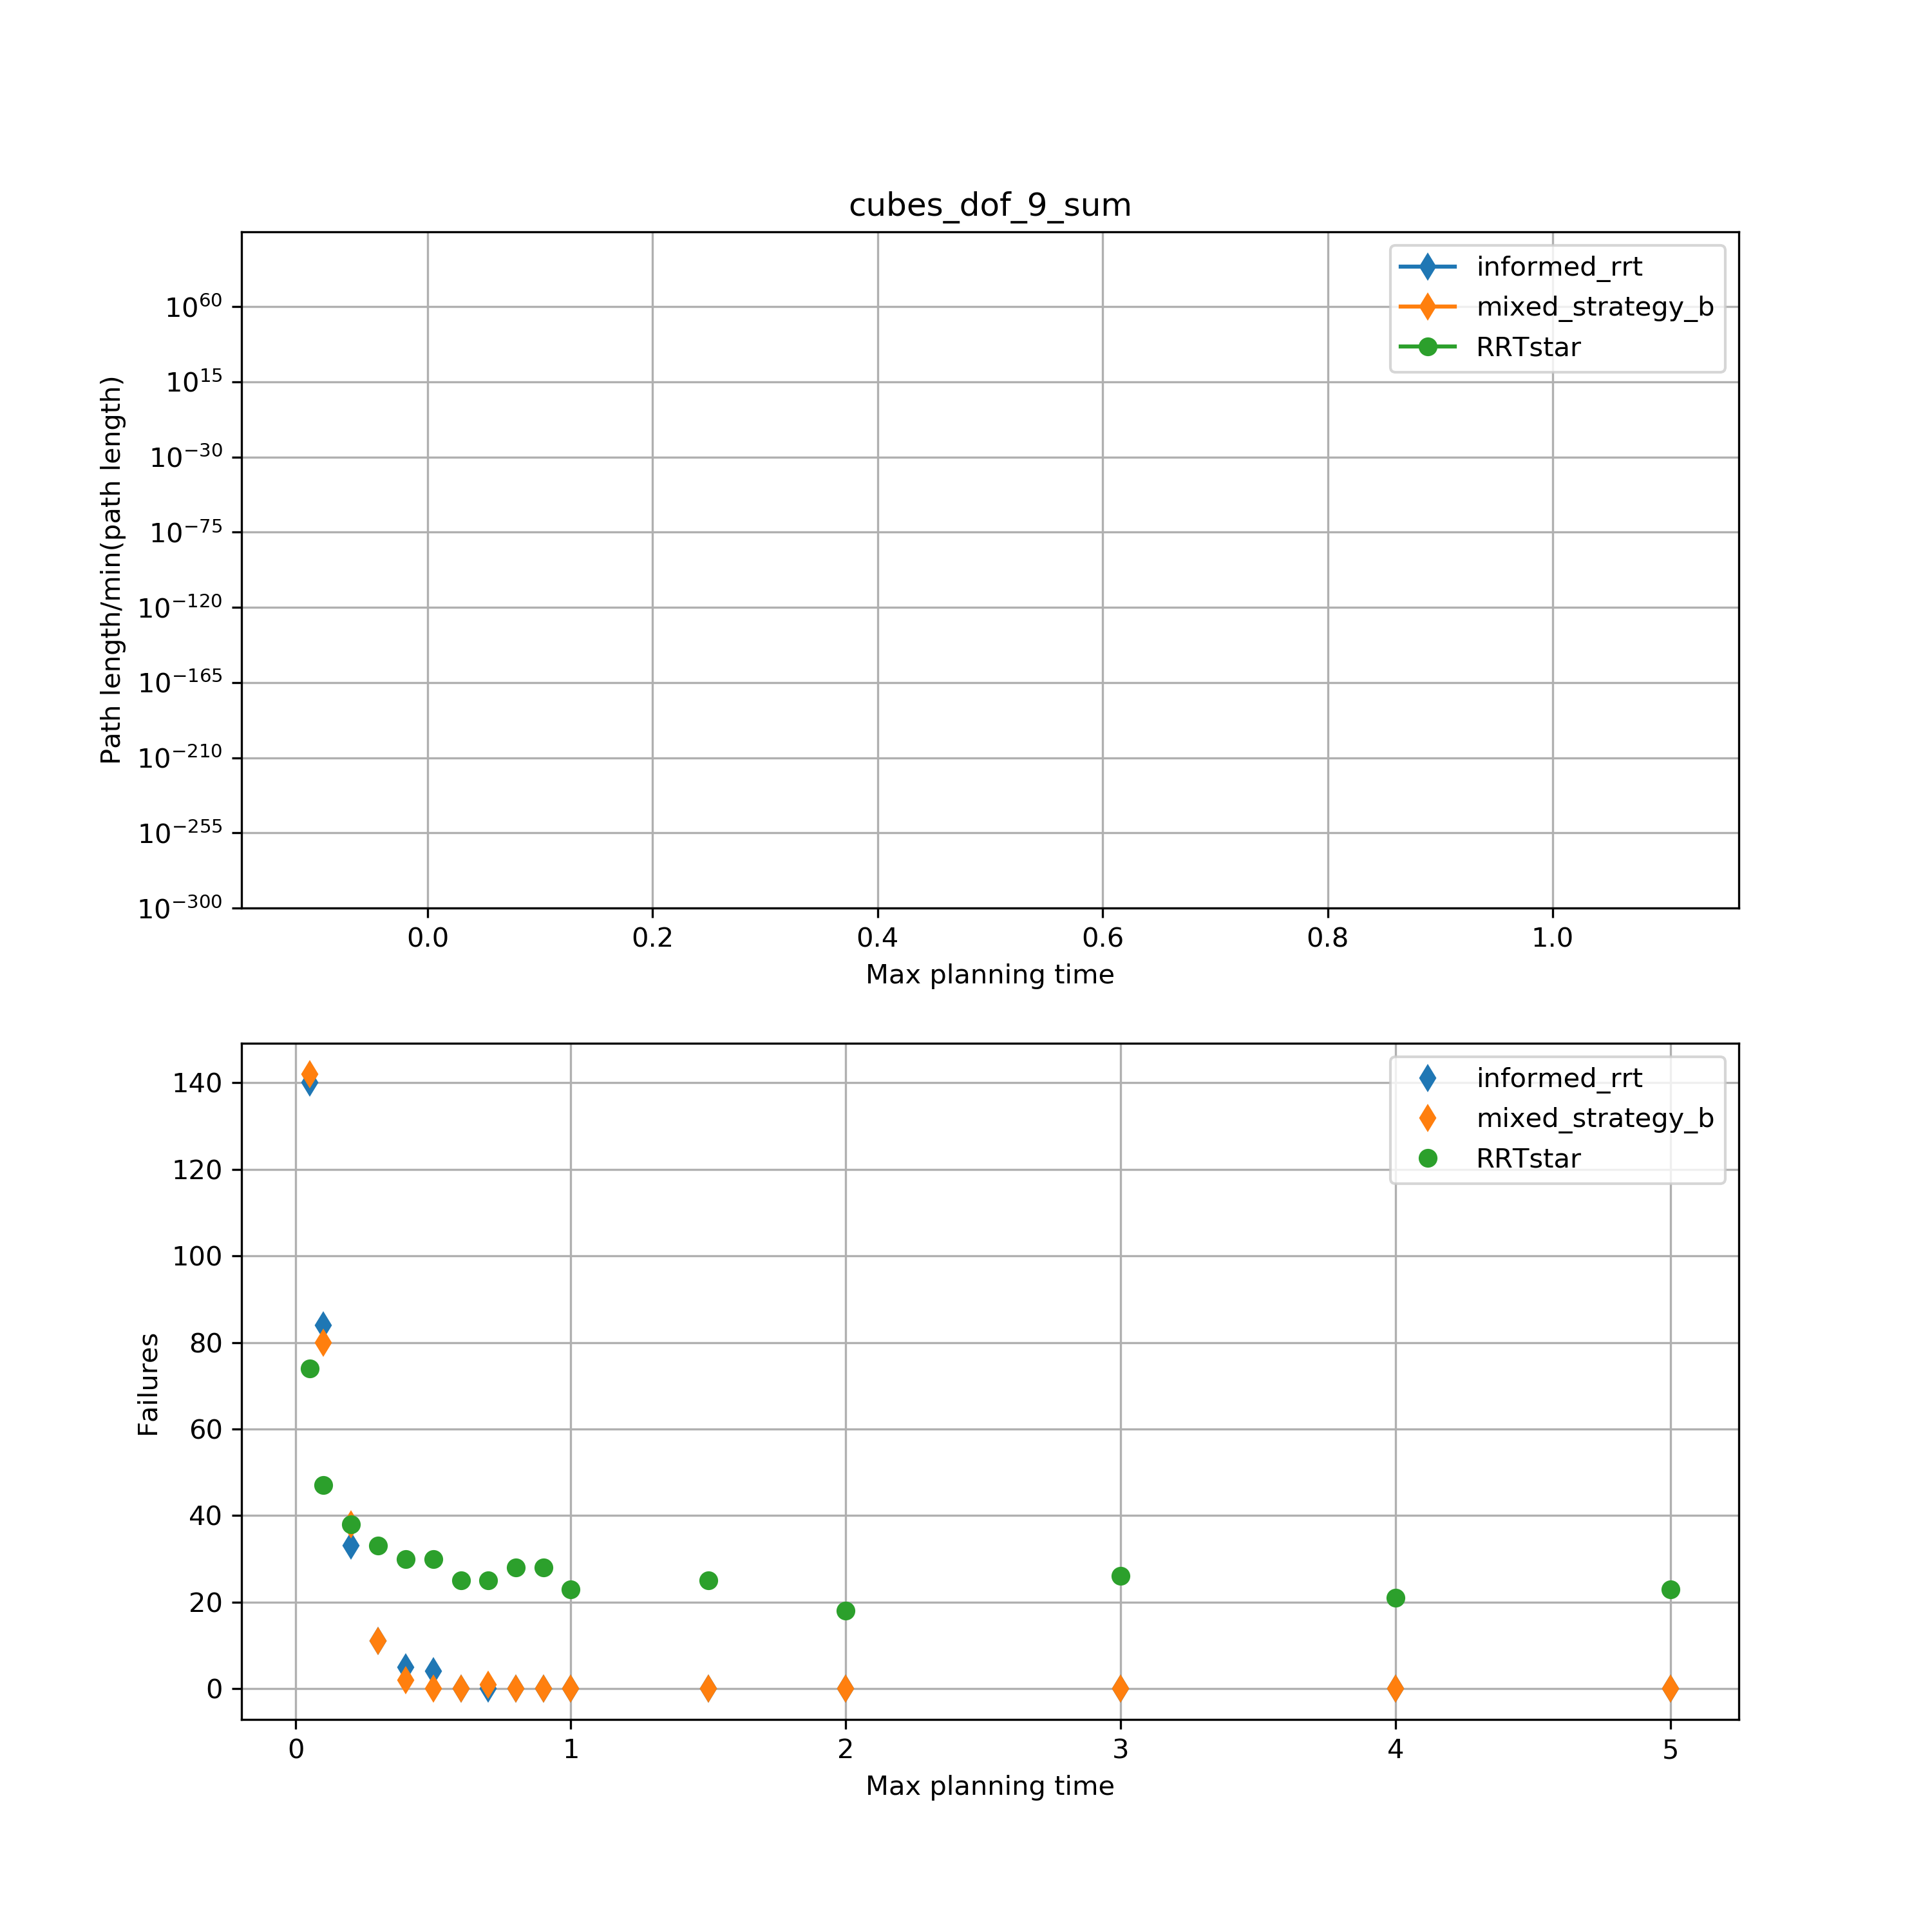 cubes_dof_9_sum
informed_rrt
mixed_strategy_b
RRTstar
Path length/min(path length)
10^60
10^15
10^−30
10^−75
10^−120
10^−165
10^−210
10^−255
10^−300
0.0 0.2 0.4 0.6 0.8 1.0
Max planning time
informed_rrt
mixed_strategy_b
RRTstar
Failures
140
120
100
80
60
40
20
0
0 1 2 3 4 5
Max planning time